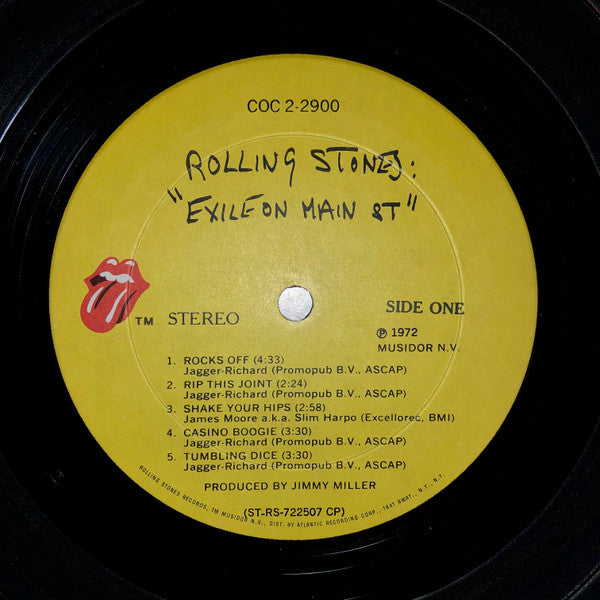 COC 2-2900
ROLLING STONES:
"EXILE ON MAIN ST"
TM STEREO
SIDE ONE
℗ 1972
MUSIDOR N.V.
1. ROCKS OFF (4:33)
Jagger-Richard (Promopub B.V., ASCAP)
2. RIP THIS JOINT (2:24)
Jagger-Richard (Promopub B.V., ASCAP)
3. SHAKE YOUR HIPS (2:58)
James Moore a.k.a. Slim Harpo (Excellorec, BMI)
4. CASINO BOOGIE (3:30)
Jagger-Richard (Promopub B.V., ASCAP)
5. TUMBLING DICE (3:30)
Jagger-Richard (Promopub B.V., ASCAP)
PRODUCED BY JIMMY MILLER
ROLLING STONES RECORDS, TM MUSIDOR N.V., DIST. BY ATLANTIC RECORDING CORP., 1841 BWAY., N.Y., N.Y.
(ST-RS-722507 CP)